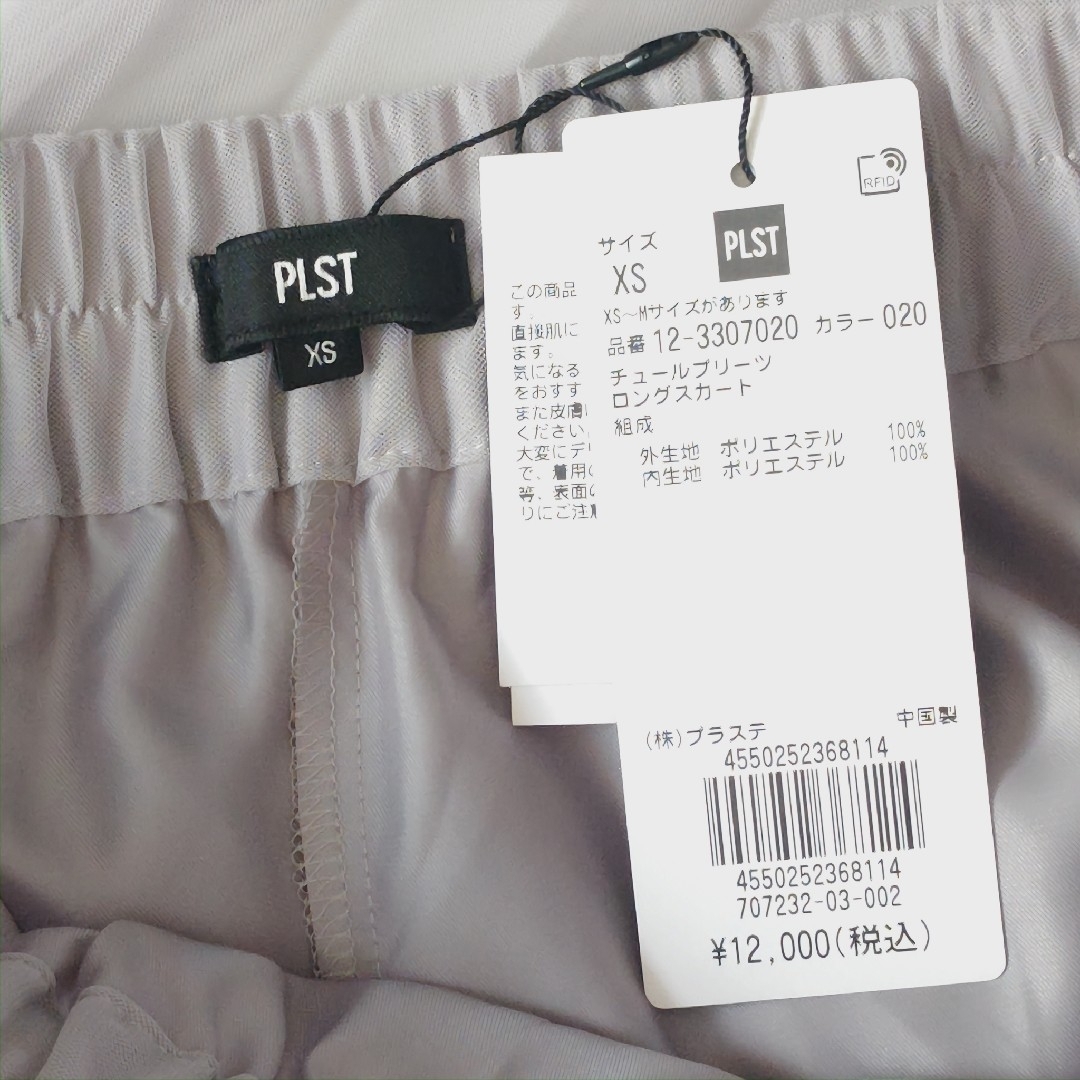 PLST
XS
この商品
す。
直接肌に
ます。
気になる
をおすす
また皮膚
ください
大変にデリ
で、着用
等、表面の
りにご注意
RFID
PLST
サイズ
XS
XS〜Mサイズがあります
品番 12-3307020 カラー 020
チュールプリーツ
ロングスカート
組成
外生地 ポリエステル 100%
内生地 ポリエステル 100%
(株)プラステ 中国製
4550252368114
4550252368114
707232-03-002
¥12,000(税込)